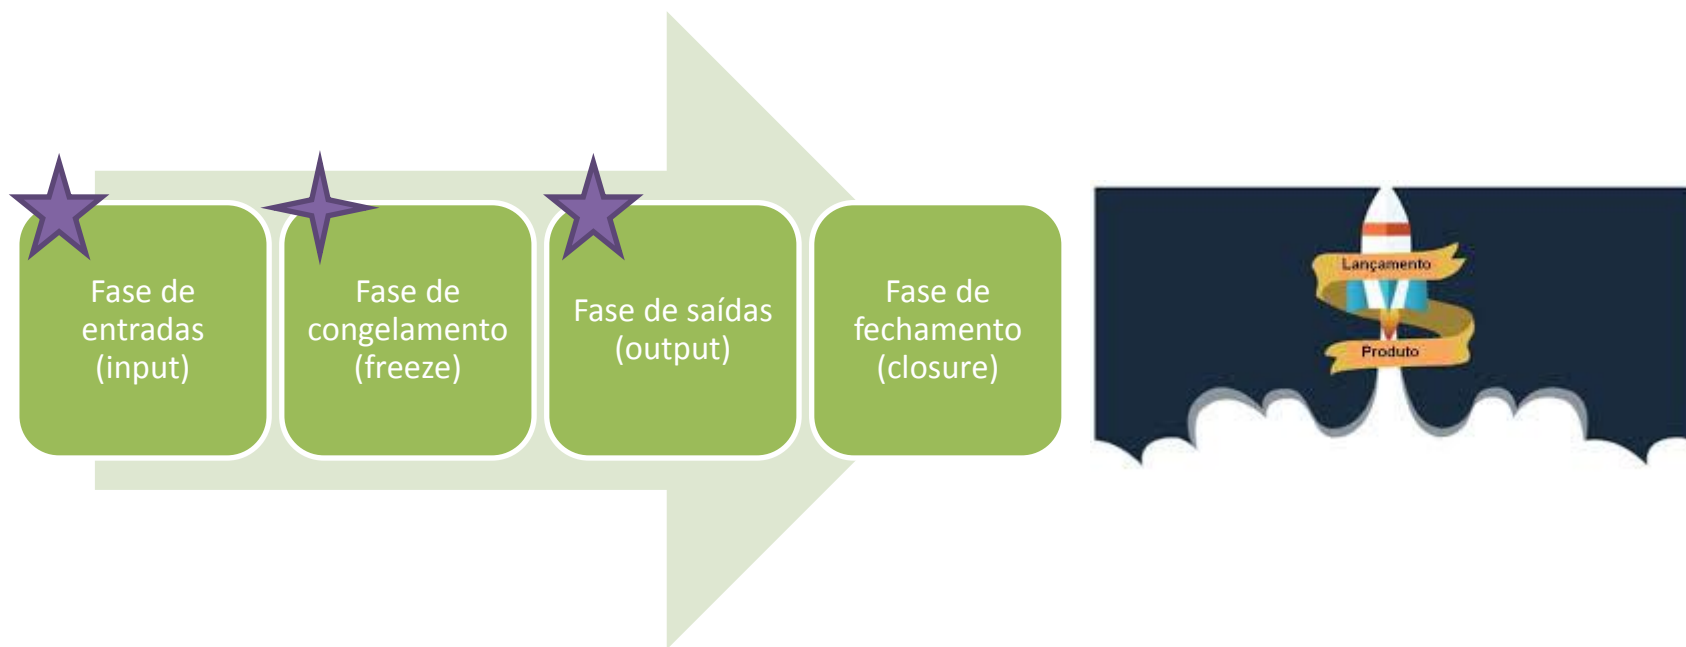 Fase de
entradas
(input)
Fase de
congelamento
(freeze)
Fase de saídas
(output)
Fase de
fechamento
(closure)
Lançamento
Produto